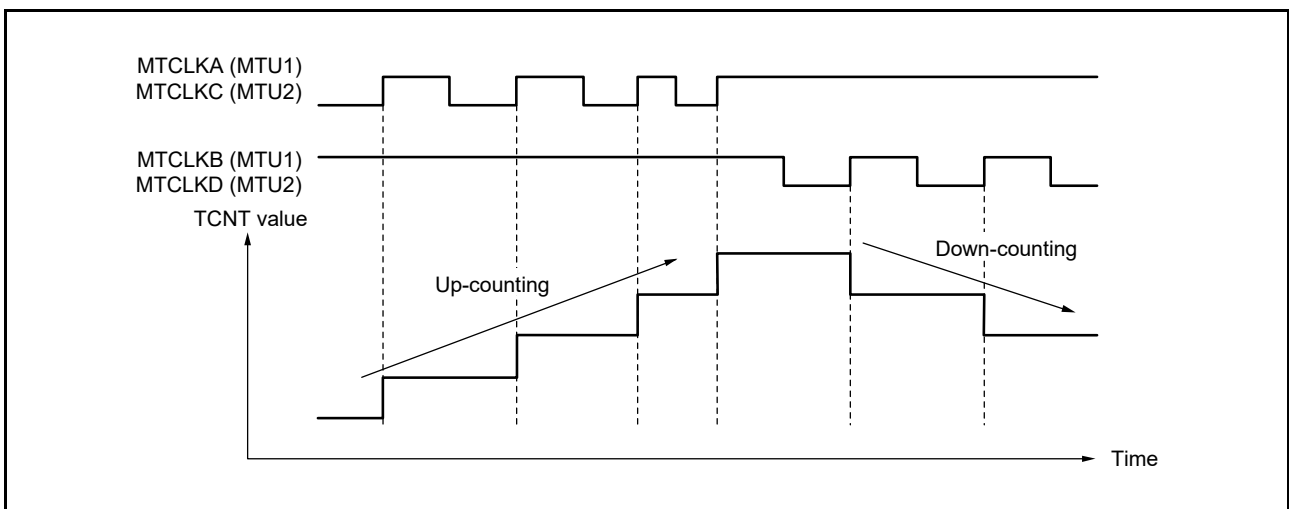 MTCLKA (MTU1)
MTCLKC (MTU2)
MTCLKB (MTU1)
MTCLKD (MTU2)
TCNT value
Down-counting
Up-counting
Time